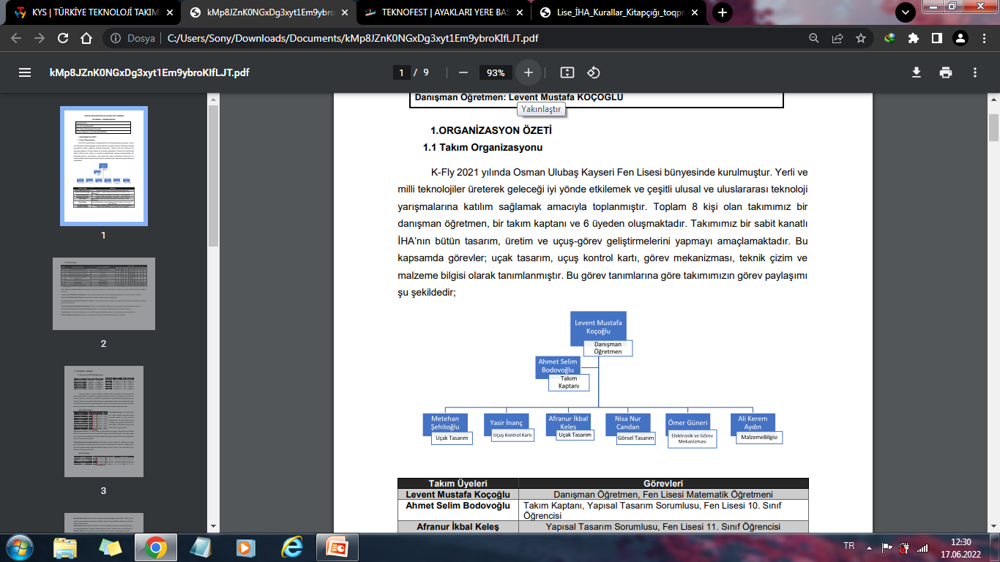 KYS | TÜRKİYE TEKNOLOJİ TAKIM
kMp8JZnK0NGxDg3xyt1Em9ybro
TEKNOFEST | AYAKLARI YERE BAS
Lise_İHA_Kurallar_Kitapçığı_toqpr
Dosya
C:/Users/Sony/Downloads/Documents/kMp8JZnK0NGxDg3xyt1Em9ybroKIfLJT.pdf
kMp8JZnK0NGxDg3xyt1Em9ybroKIfLJT.pdf
1 / 9
93%
Yakınlaştır
1
2
3
Danışman Öğretmen: Levent Mustafa KOÇOĞLU
1.ORGANİZASYON ÖZETİ
1.1 Takım Organizasyonu
K-Fly 2021 yılında Osman Ulubaş Kayseri Fen Lisesi bünyesinde kurulmuştur. Yerli ve
milli teknolojiler üreterek geleceği iyi yönde etkilemek ve çeşitli ulusal ve uluslararası teknoloji
yarışmalarına katılım sağlamak amacıyla toplanmıştır. Toplam 8 kişi olan takımımız bir
danışman öğretmen, bir takım kaptanı ve 6 üyeden oluşmaktadır. Takımımız bir sabit kanatlı
İHA’nın bütün tasarım, üretim ve uçuş-görev geliştirmelerini yapmayı amaçlamaktadır. Bu
kapsamda görevler; uçak tasarım, uçuş kontrol kartı, görev mekanizması, teknik çizim ve
malzeme bilgisi olarak tanımlanmıştır. Bu görev tanımlarına göre takımımızın görev paylaşımı
şu şekildedir;
Levent Mustafa
Koçoğlu
Danışman
Öğretmen
Ahmet Selim
Bodovoğlu
Takım
Kaptanı
Metehan
Şehitoğlu
Uçak Tasarım
Yasir İnanç
Uçuş Kontrol Kartı
Afranur İkbal
Keleş
Uçak Tasarım
Nisa Nur
Candan
Görsel Tasarım
Ömer Güneri
Elektronik ve Görev
Mekanizması
Ali Kerem
Aydın
MalzemeBilgisi
Takım Üyeleri
Görevleri
Levent Mustafa Koçoğlu
Danışman Öğretmen, Fen Lisesi Matematik Öğretmeni
Ahmet Selim Bodovoğlu
Takım Kaptanı, Yapısal Tasarım Sorumlusu, Fen Lisesi 10. Sınıf
Öğrencisi
Afranur İkbal Keleş
Yapısal Tasarım Sorumlusu, Fen Lisesi 11. Sınıf Öğrencisi
TR
12:30
17.06.2022